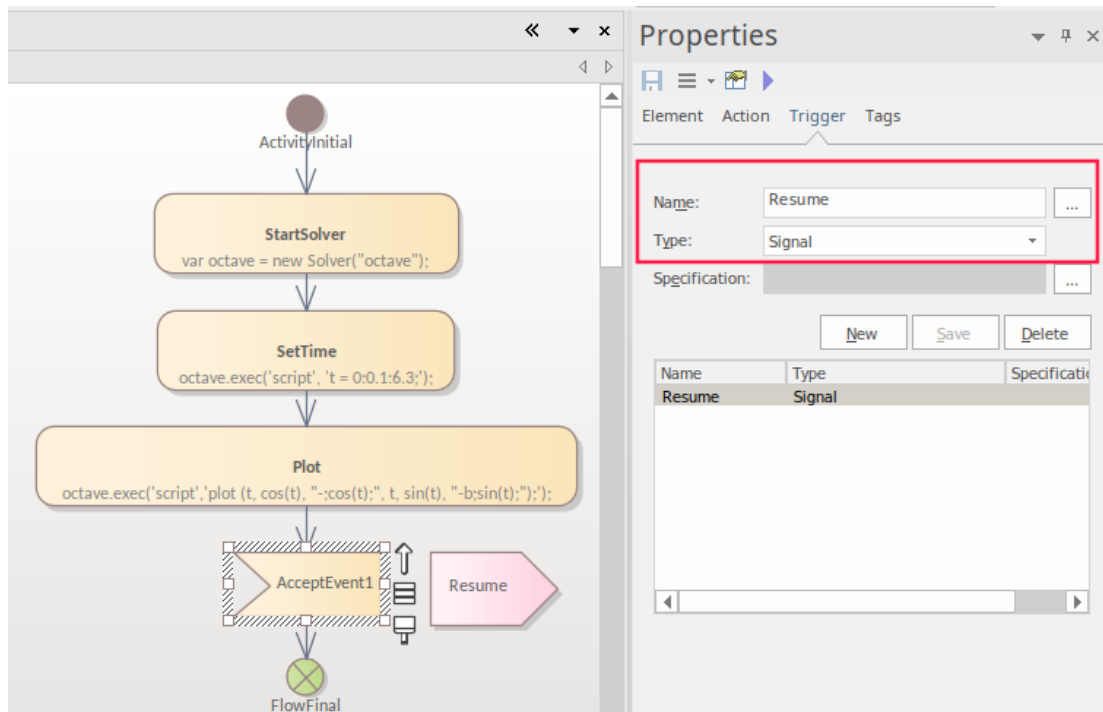 ActivityInitial
StartSolver
var octave = new Solver("octave");
SetTime
octave.exec('script', 't = 0:0.1:6.3;');
Plot
octave.exec('script','plot (t, cos(t), "-;cos(t);", t, sin(t), "-b;sin(t);");');
AcceptEvent1
Resume
FlowFinal
Properties
Element Action Trigger Tags
Name: Resume ...
Type: Signal
Specification: ...
New Save Delete
Name Type Specificatio
Resume Signal